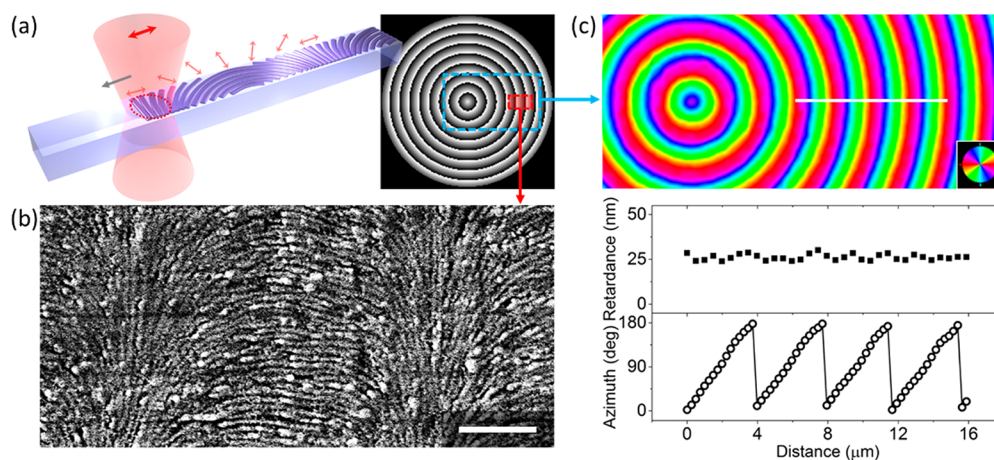 (a)
(c)
(b)
50
25
0
Retardance (nm)
180
90
0
Azimuth (deg)
0 4 8 12 16
Distance (μm)